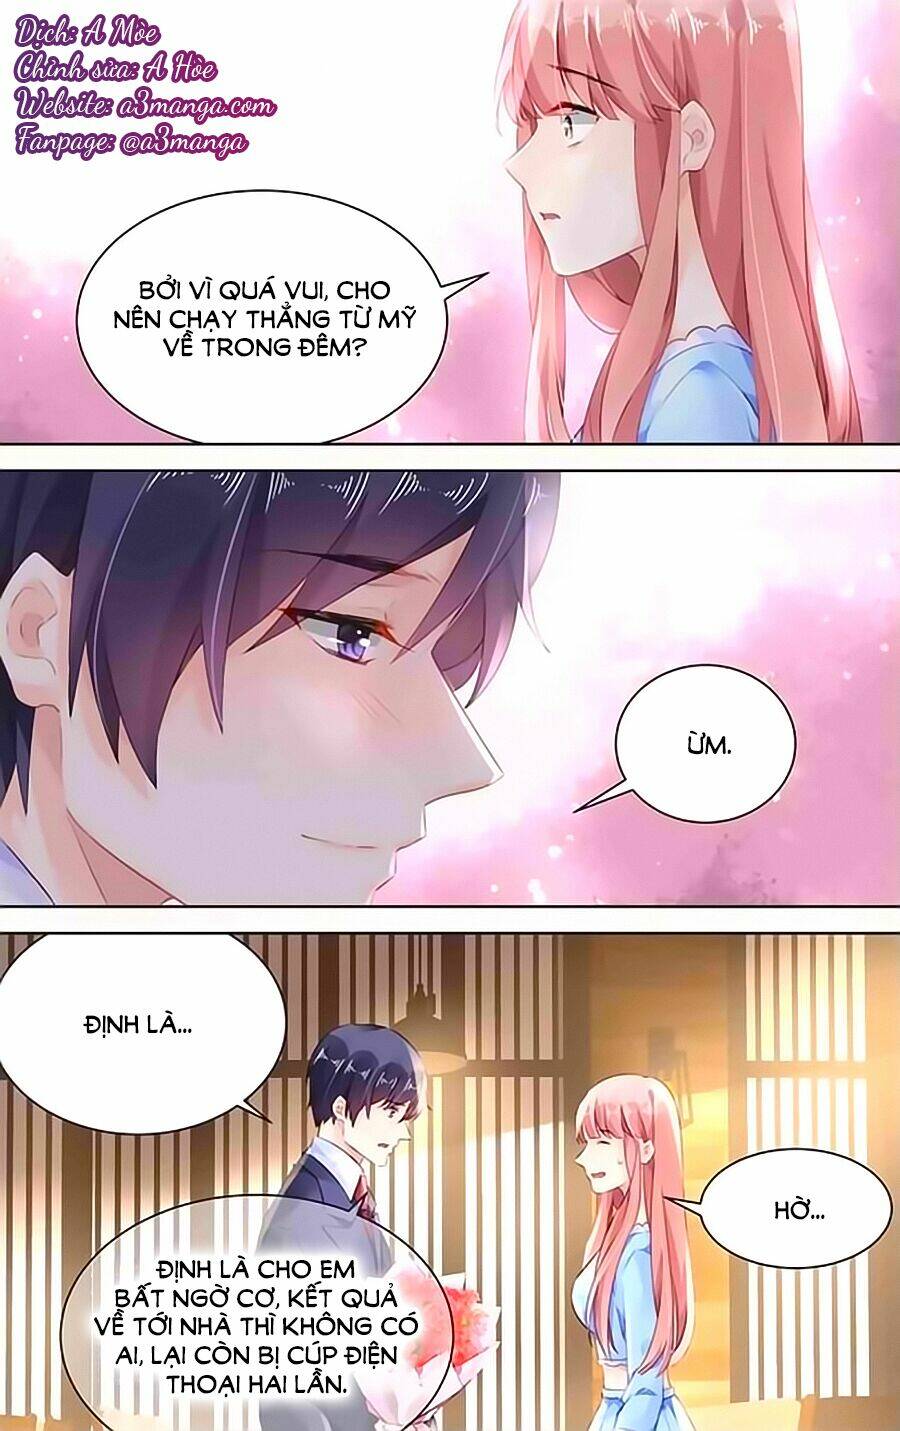 Dịch: A Mòe
Chỉnh sửa: A Hòe
Website: a3manga.com
Fanpage: @a3manga
BỞI VÌ QUÁ VUI, CHO
NÊN CHẠY THẲNG TỪ MỸ
VỀ TRONG ĐÊM?
ỪM.
ĐỊNH LÀ...
HỜ...
ĐỊNH LÀ CHO EM
BẤT NGỜ CƠ, KẾT QUẢ
VỀ TỚI NHÀ THÌ KHÔNG CÓ
AI, LẠI CÒN BỊ CÚP ĐIỆN
THOẠI HAI LẦN.